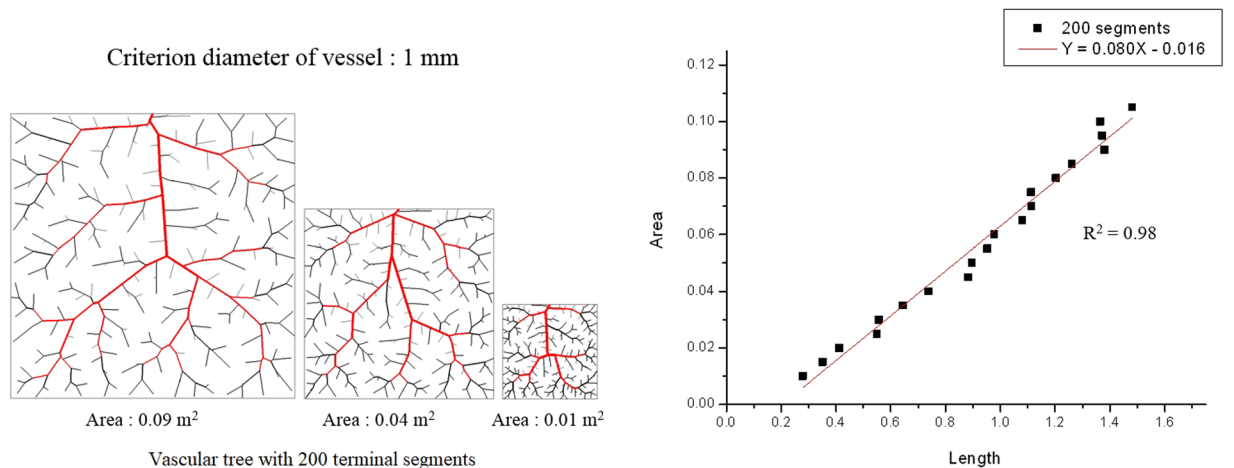 Criterion diameter of vessel : 1 mm
Area : 0.09 m²
Area : 0.04 m²
Area : 0.01 m²
Vascular tree with 200 terminal segments
200 segments
Y = 0.080X - 0.016
0.12
0.10
0.08
0.06
0.04
0.02
0.00
Area
R² = 0.98
0.0
0.2
0.4
0.6
0.8
1.0
1.2
1.4
1.6
Length